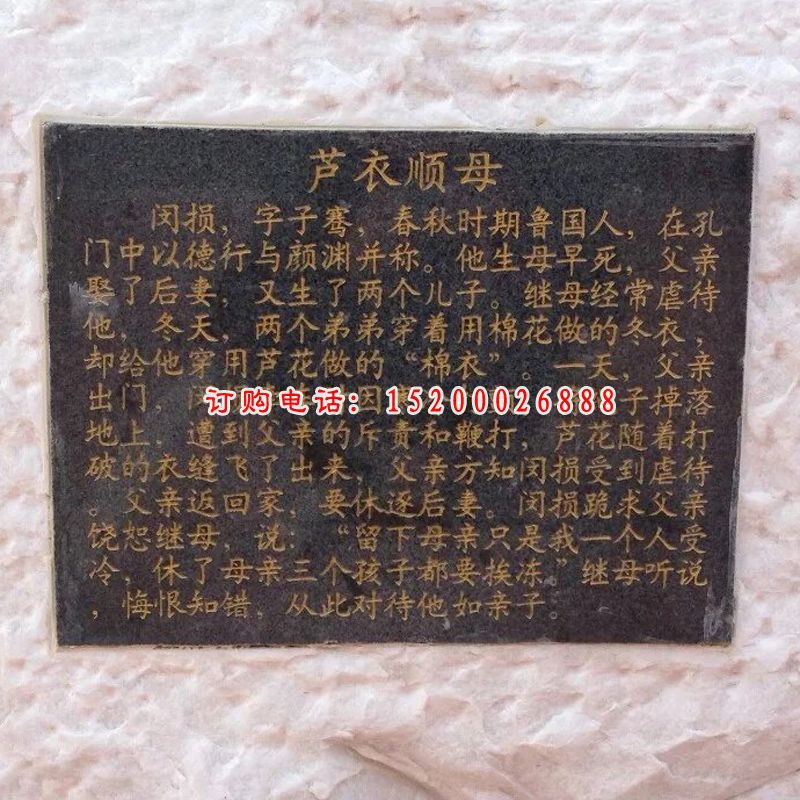 芦衣顺母
闵损，字子骞，春秋时期鲁国人，在孔
门中以德行与颜渊并称。他生母早死，父亲
娶了后妻，又生了两个儿子。继母经常虐待
他，冬天，两个弟弟穿着用棉花做的冬衣，
却给他穿用芦花做的“棉衣”。一天，父亲
出门，因子掉落
订购电话：15200026888
地上，遭到父亲的斥责和鞭打，芦花随着打
破的衣缝飞了出来，父亲方知闵损受到虐待
。父亲返回家，要休逐后妻。闵损跪求父亲
饶恕继母，说：“留下母亲只是我一个人受
冷，休了母亲三个孩子都要挨冻”继母听说
，悔恨知错，从此对待他如亲子。